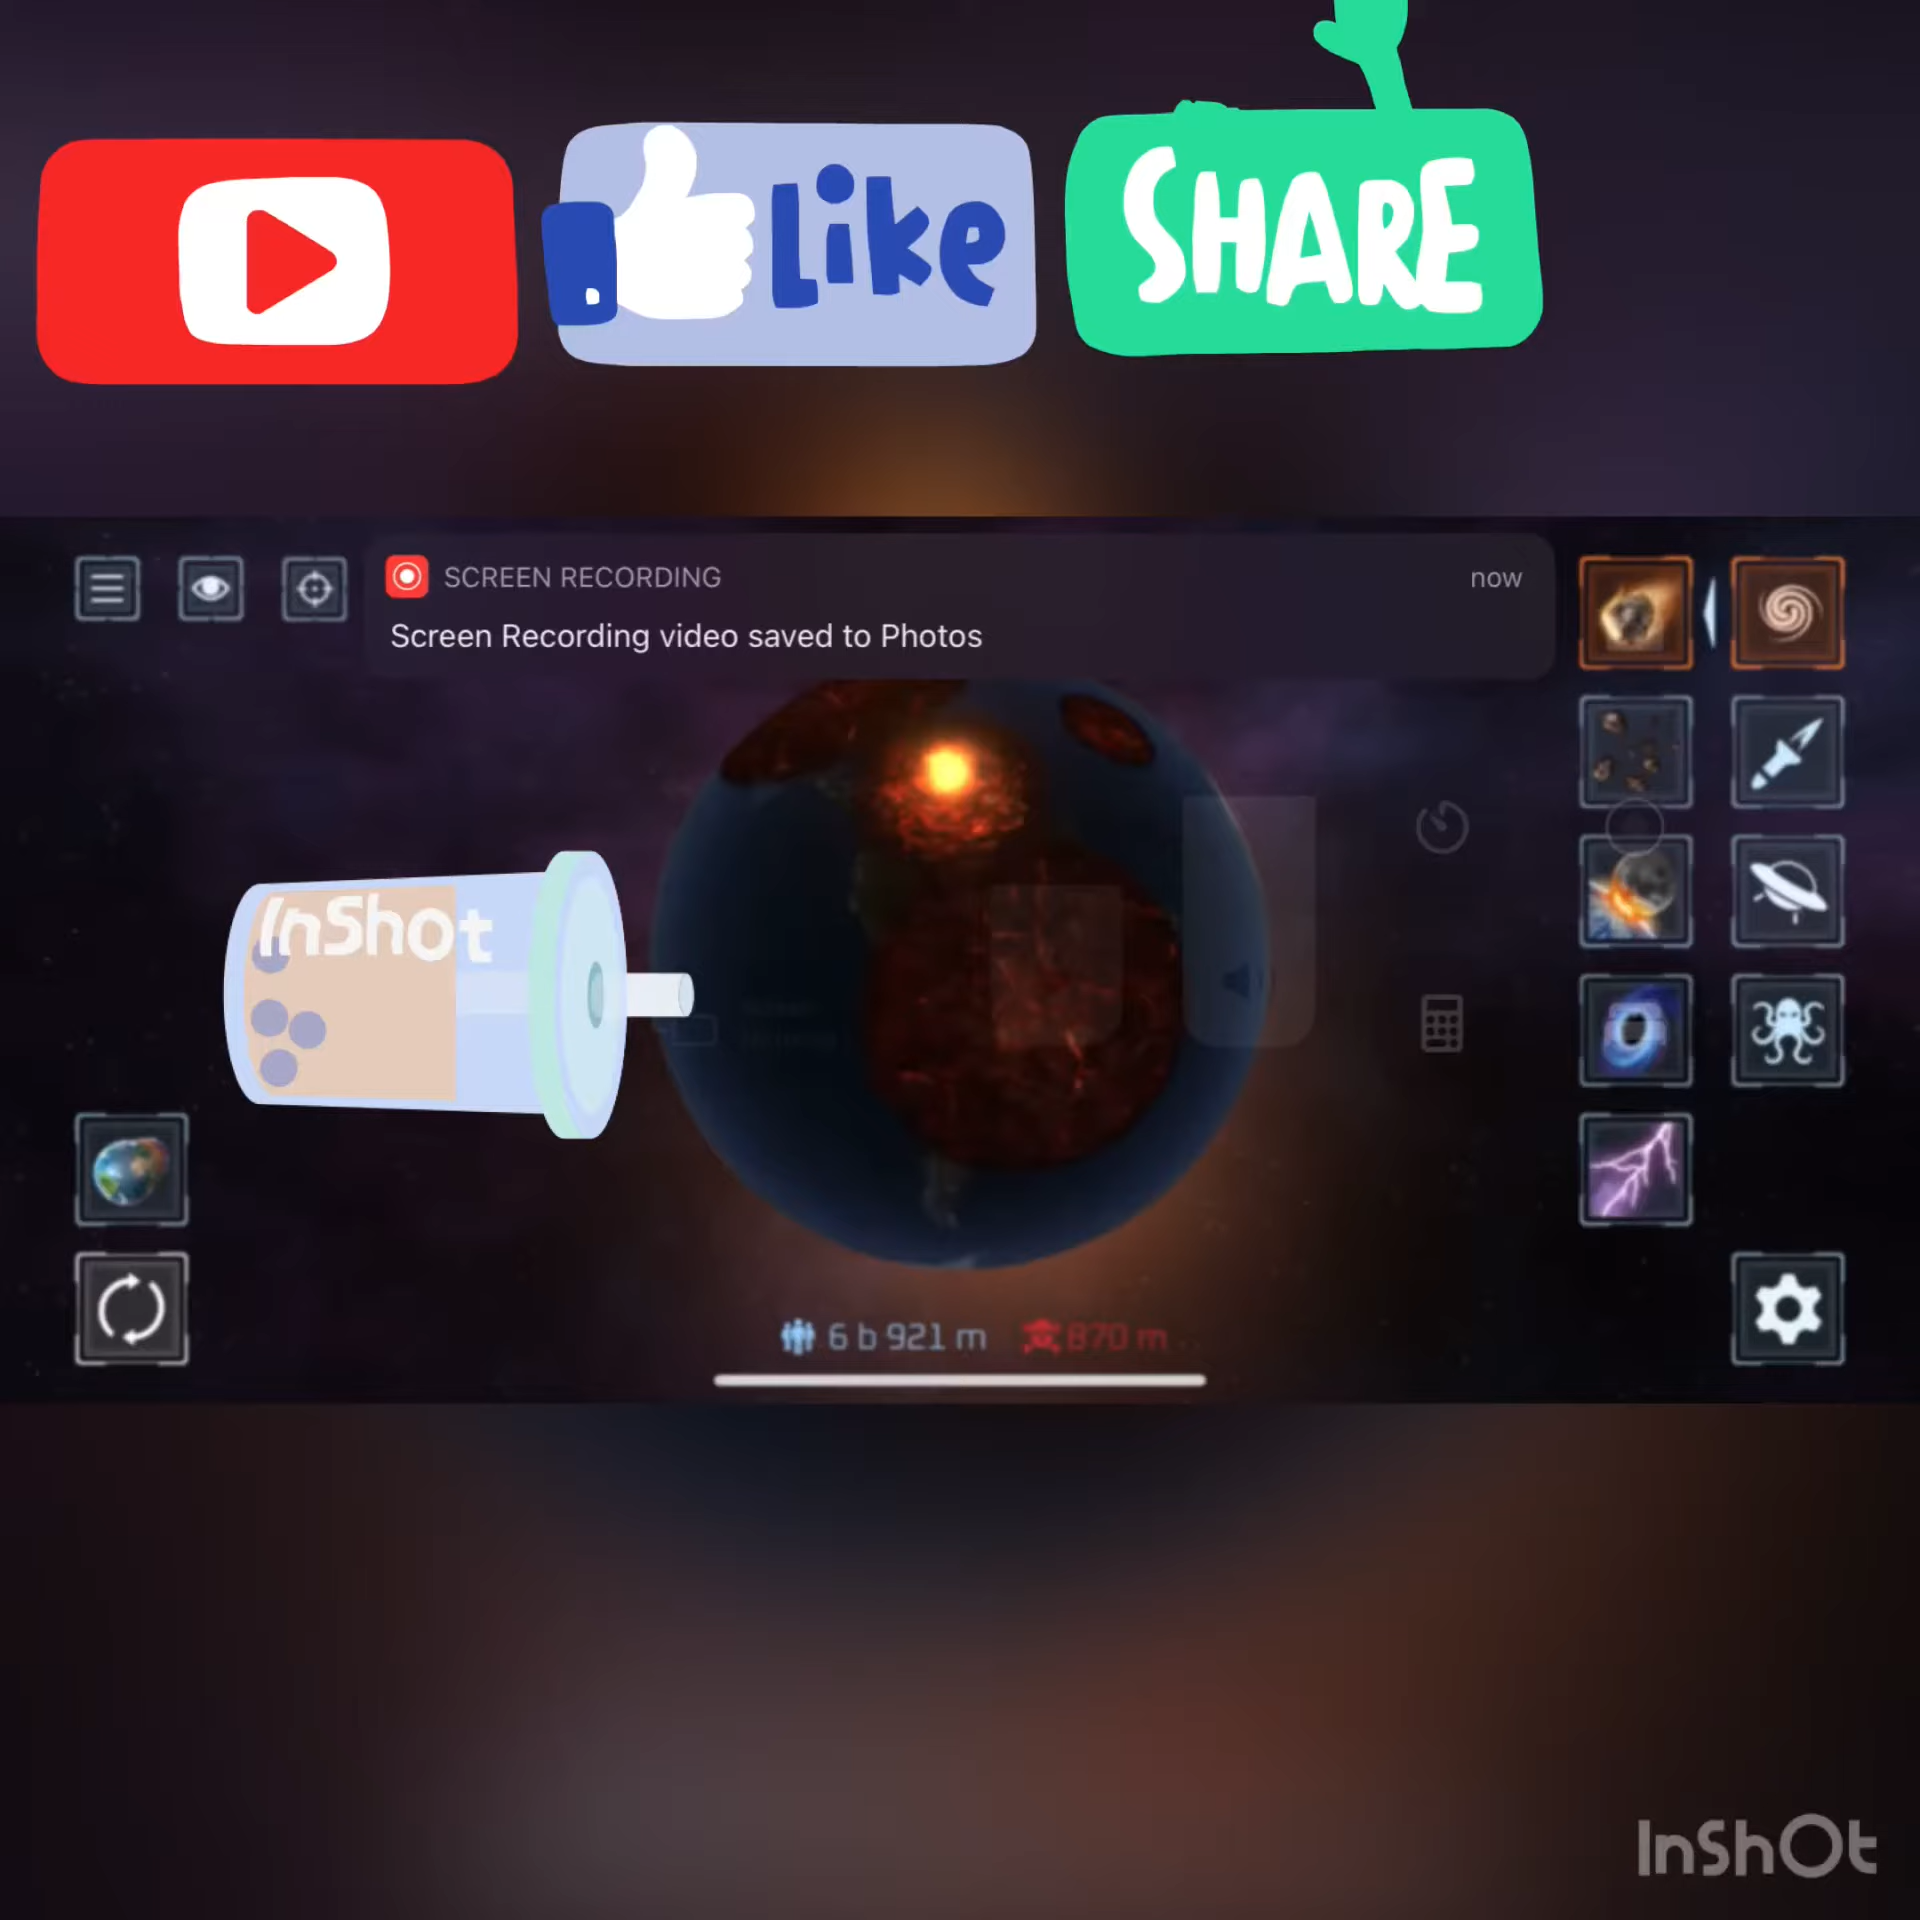 Like
SHARE
SCREEN RECORDING
now
Screen Recording video saved to Photos
InShot
6 b 921 m
870 m
InShOt